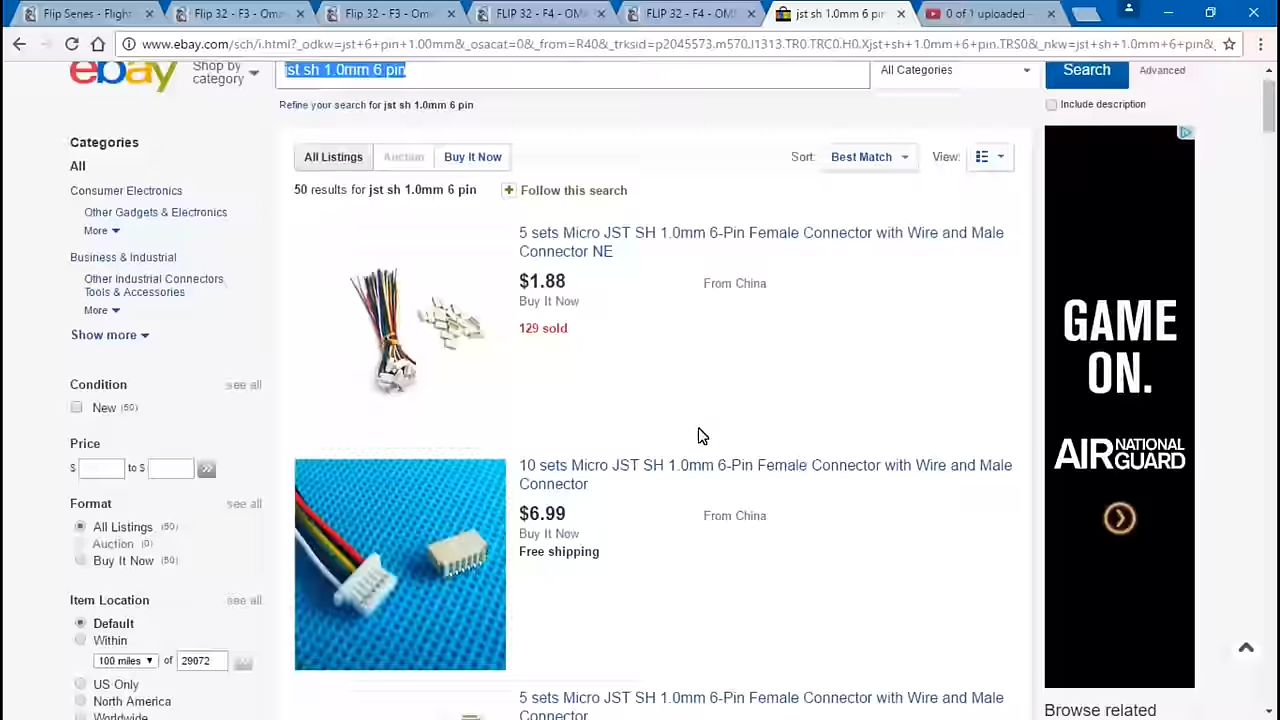 Flip Series - Flight
Flip 32 - F3 - Omn
Flip 32 - F3 - Omn
FLIP 32 - F4 - OMN
FLIP 32 - F4 - OMN
jst sh 1.0mm 6 pin
0 of 1 uploaded -
www.ebay.com/sch/i.html?_odkw=jst+6+pin+1.00mm&_osacat=0&_from=R40&_trksid=p2045573.m570.l1313.TR0.TRC0.H0.Xjst+sh+1.0mm+6+pin.TRS0&_nkw=jst+sh+1.0mm+6+pin&
ebay
Shop by
category
jst sh 1.0mm 6 pin
All Categories
Search
Advanced
Refine your search for jst sh 1.0mm 6 pin
Include description
Categories
All
Consumer Electronics
Other Gadgets & Electronics
More
Business & Industrial
Other Industrial Connectors,
Tools & Accessories
More
Show more
Condition
see all
New (50)
Price
$ to $
Format
see all
All Listings (50)
Auction (0)
Buy It Now (50)
Item Location
see all
Default
Within
100 miles of 29072
US Only
North America
Worldwide
All Listings
Auction
Buy It Now
Sort: Best Match
View:
50 results for jst sh 1.0mm 6 pin
Follow this search
5 sets Micro JST SH 1.0mm 6-Pin Female Connector with Wire and Male
Connector NE
$1.88
From China
Buy It Now
129 sold
10 sets Micro JST SH 1.0mm 6-Pin Female Connector with Wire and Male
Connector
$6.99
From China
Buy It Now
Free shipping
5 sets Micro JST SH 1.0mm 6-Pin Female Connector with Wire and Male
Connector
GAME
ON.
AIR NATIONAL
GUARD
Browse related